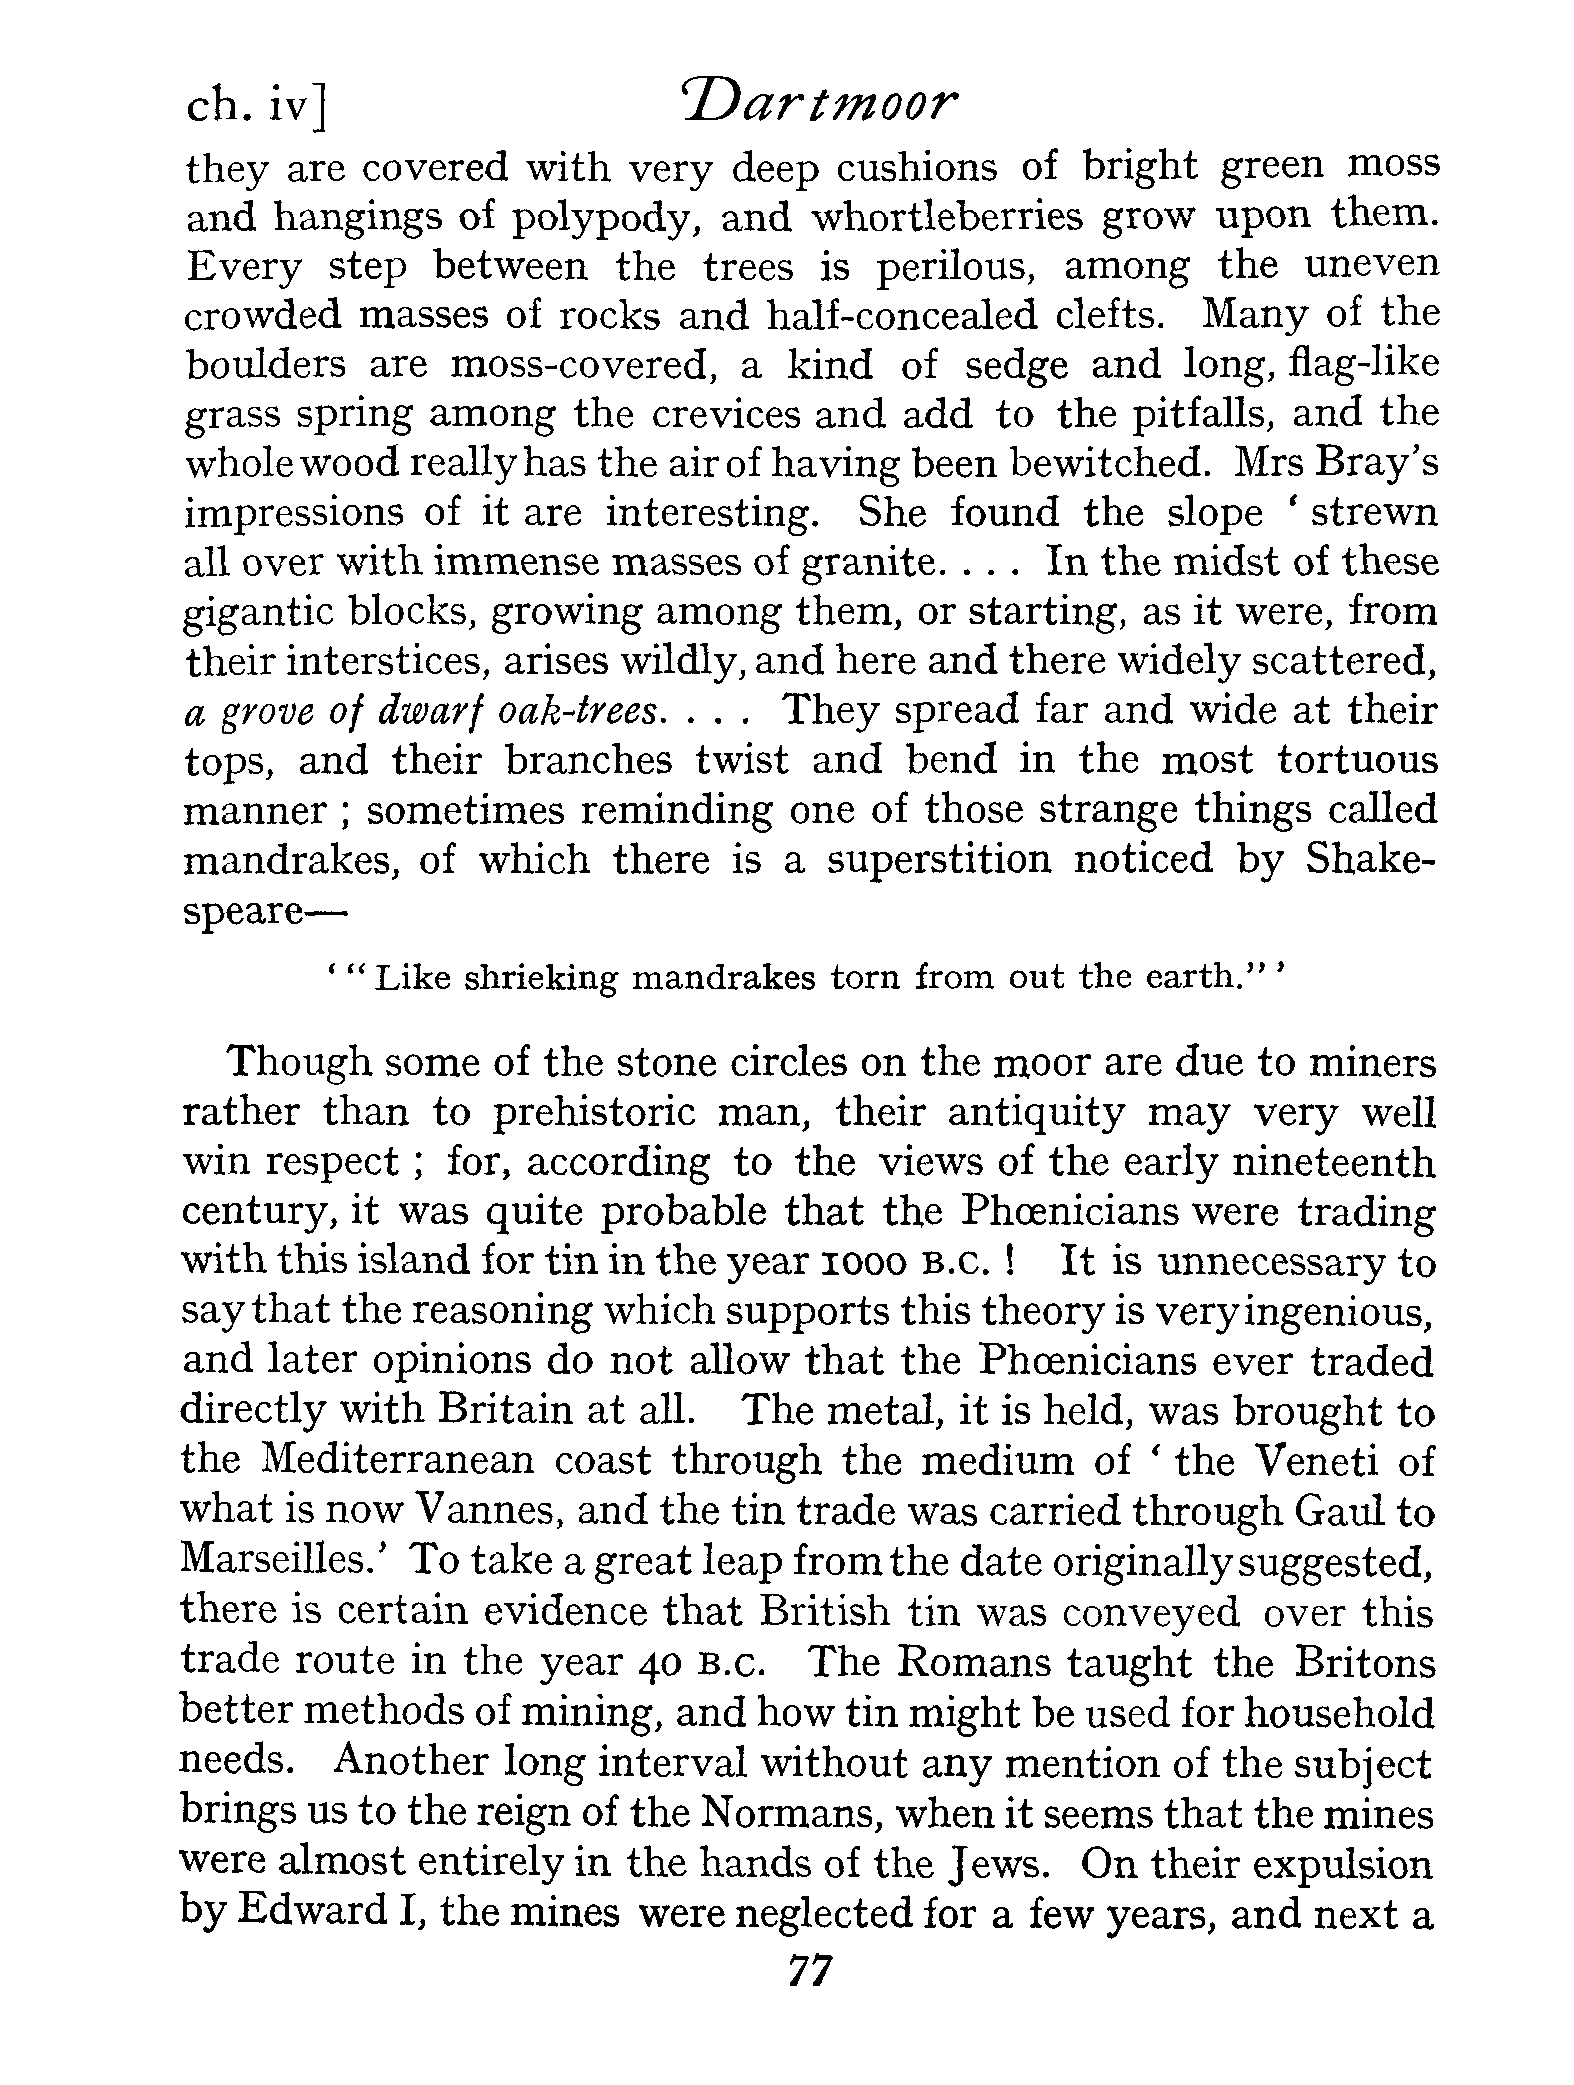 ch. iv] Dartmoor
they are covered with very deep cushions of bright green moss
and hangings of polypody, and whortleberries grow upon them.
Every step between the trees is perilous, among the uneven
crowded masses of rocks and half-concealed clefts. Many of the
boulders are moss-covered, a kind of sedge and long, flag-like
grass spring among the crevices and add to the pitfalls, and the
whole wood really has the air of having been bewitched. Mrs Bray's
impressions of it are interesting. She found the slope ‘ strewn
all over with immense masses of granite. . . . In the midst of these
gigantic blocks, growing among them, or starting, as it were, from
their interstices, arises wildly, and here and there widely scattered,
a grove of dwarf oak-trees. . . . They spread far and wide at their
tops, and their branches twist and bend in the most tortuous
manner ; sometimes reminding one of those strange things called
mandrakes, of which there is a superstition noticed by Shake-
speare—
‘ “ Like shrieking mandrakes torn from out the earth.” ’
Though some of the stone circles on the moor are due to miners
rather than to prehistoric man, their antiquity may very well
win respect ; for, according to the views of the early nineteenth
century, it was quite probable that the Phœnicians were trading
with this island for tin in the year 1000 B.C. ! It is unnecessary to
say that the reasoning which supports this theory is very ingenious,
and later opinions do not allow that the Phœnicians ever traded
directly with Britain at all. The metal, it is held, was brought to
the Mediterranean coast through the medium of ‘ the Veneti of
what is now Vannes, and the tin trade was carried through Gaul to
Marseilles.’ To take a great leap from the date originally suggested,
there is certain evidence that British tin was conveyed over this
trade route in the year 40 B.C. The Romans taught the Britons
better methods of mining, and how tin might be used for household
needs. Another long interval without any mention of the subject
brings us to the reign of the Normans, when it seems that the mines
were almost entirely in the hands of the Jews. On their expulsion
by Edward I, the mines were neglected for a few years, and next a
77